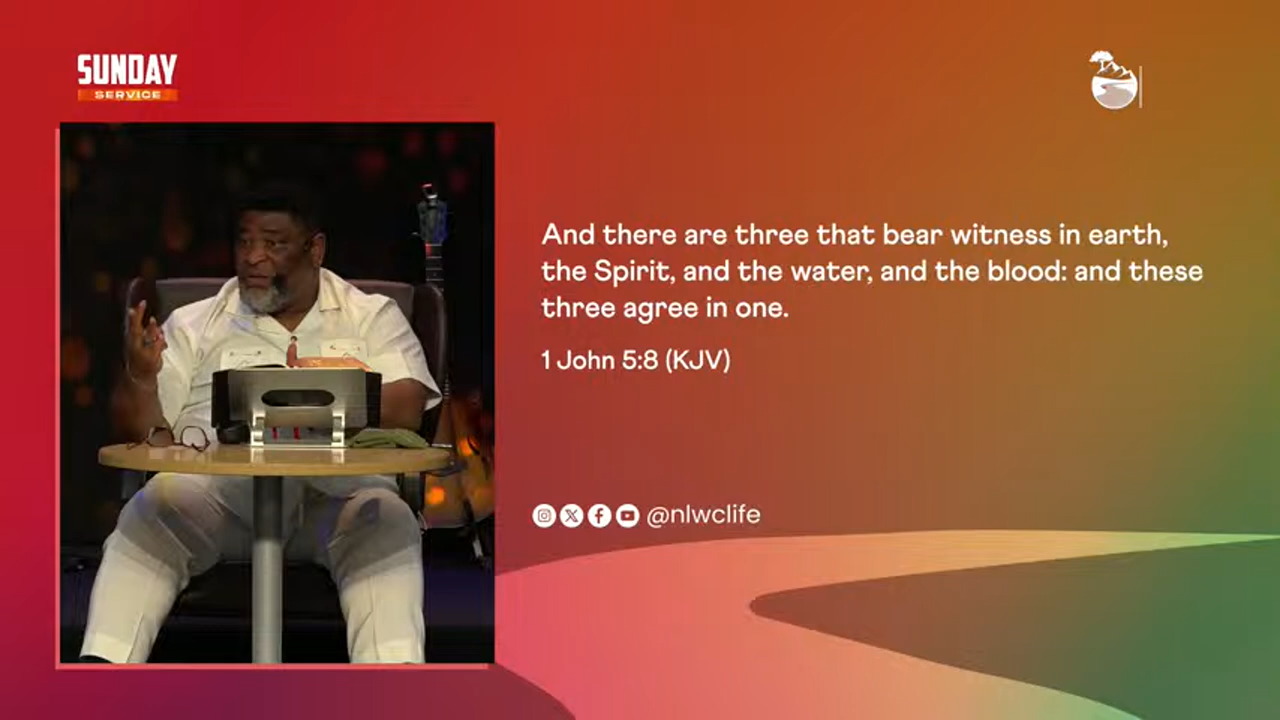 SUNDAY
SERVICE
And there are three that bear witness in earth,
the Spirit, and the water, and the blood: and these
three agree in one.
1 John 5:8 (KJV)
@nlwclife